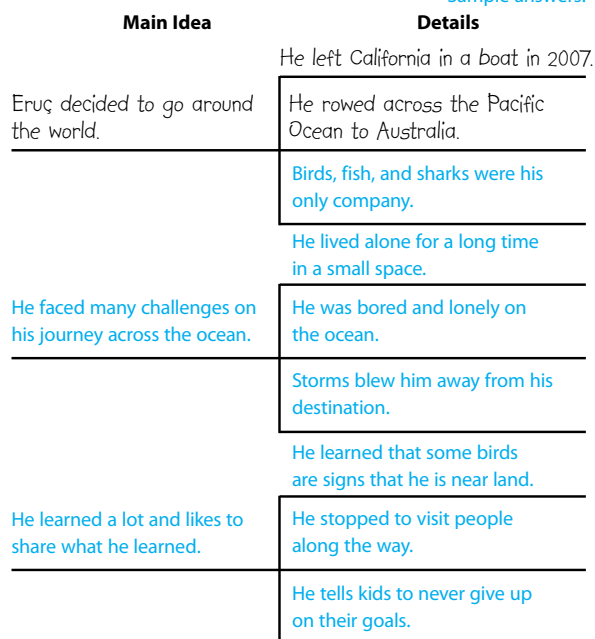 Sample answers.
Main Idea
Details
He left California in a boat in 2007.
Eruç decided to go around
the world.
He rowed across the Pacific
Ocean to Australia.
Birds, fish, and sharks were his
only company.
He lived alone for a long time
in a small space.
He faced many challenges on
his journey across the ocean.
He was bored and lonely on
the ocean.
Storms blew him away from his
destination.
He learned that some birds
are signs that he is near land.
He learned a lot and likes to
share what he learned.
He stopped to visit people
along the way.
He tells kids to never give up
on their goals.